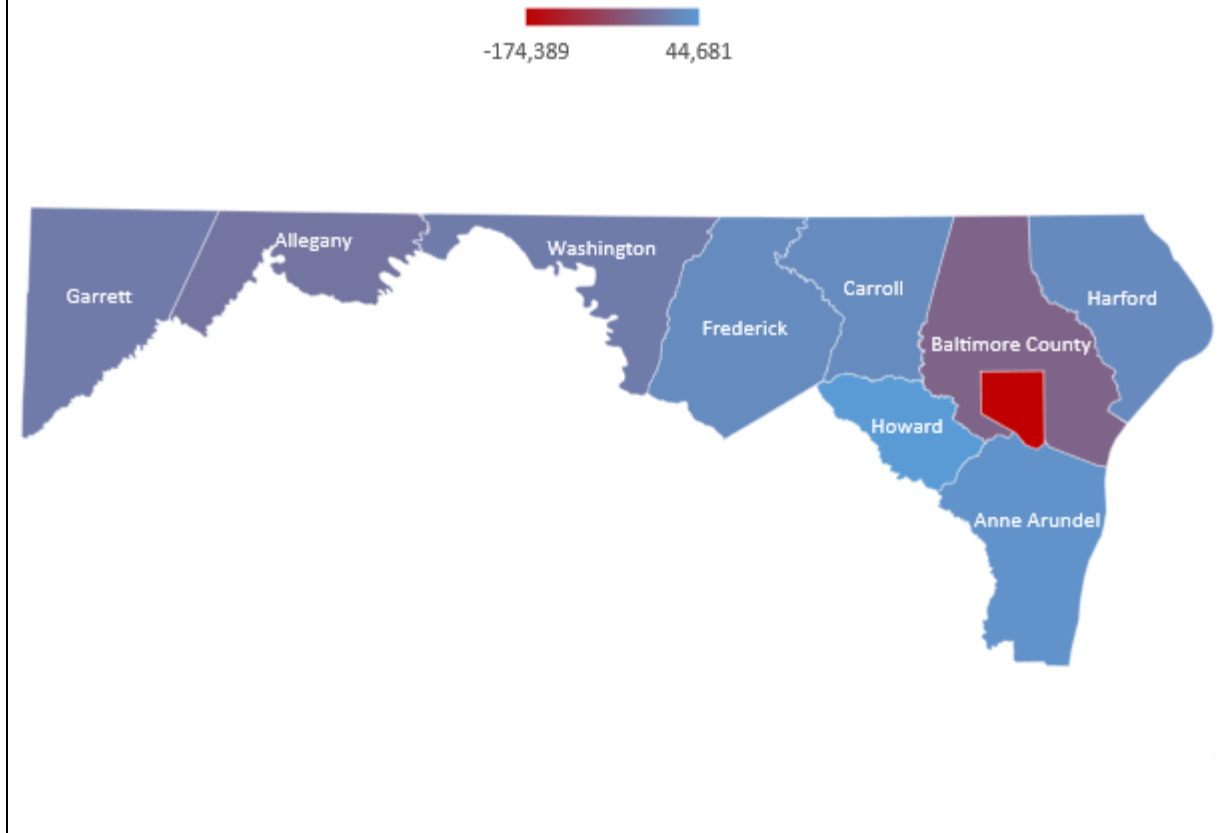 -174,389 44,681
Allegany
Washington
Garrett
Carroll
Harford
Frederick
Baltimore County
Howard
Anne Arundel